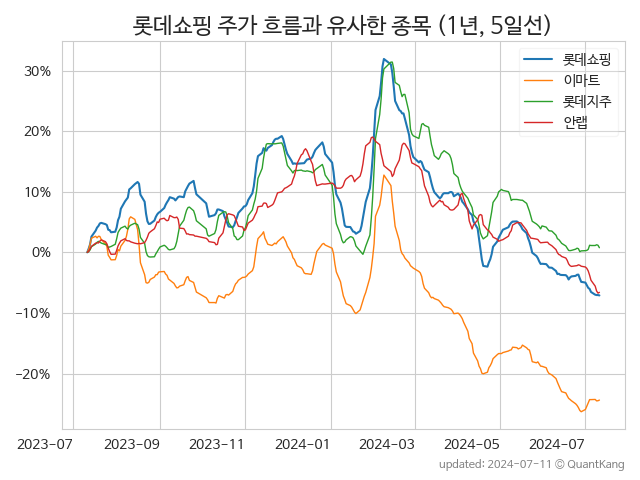 롯데쇼핑 주가 흐름과 유사한 종목 (1년, 5일선)
롯데쇼핑
이마트
롯데지주
안랩
30%
20%
10%
0%
−10%
−20%
2023-07
2023-09
2023-11
2024-01
2024-03
2024-05
2024-07
updated: 2024-07-11 © QuantKang